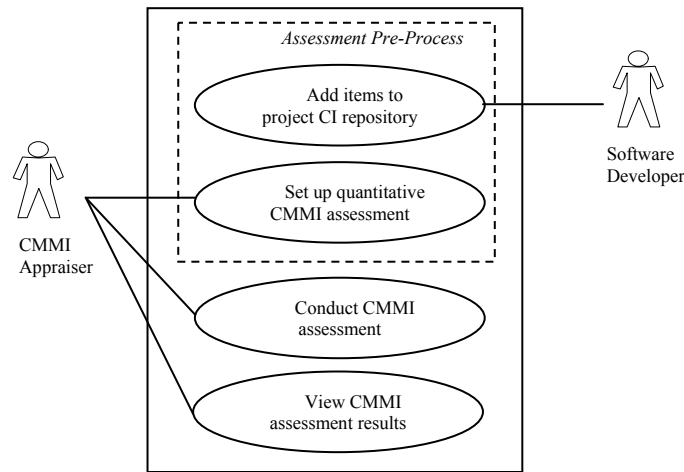 Assessment Pre-Process
Add items to
project CI repository
Software
Developer
Set up quantitative
CMMI assessment
CMMI
Appraiser
Conduct CMMI
assessment
View CMMI
assessment results